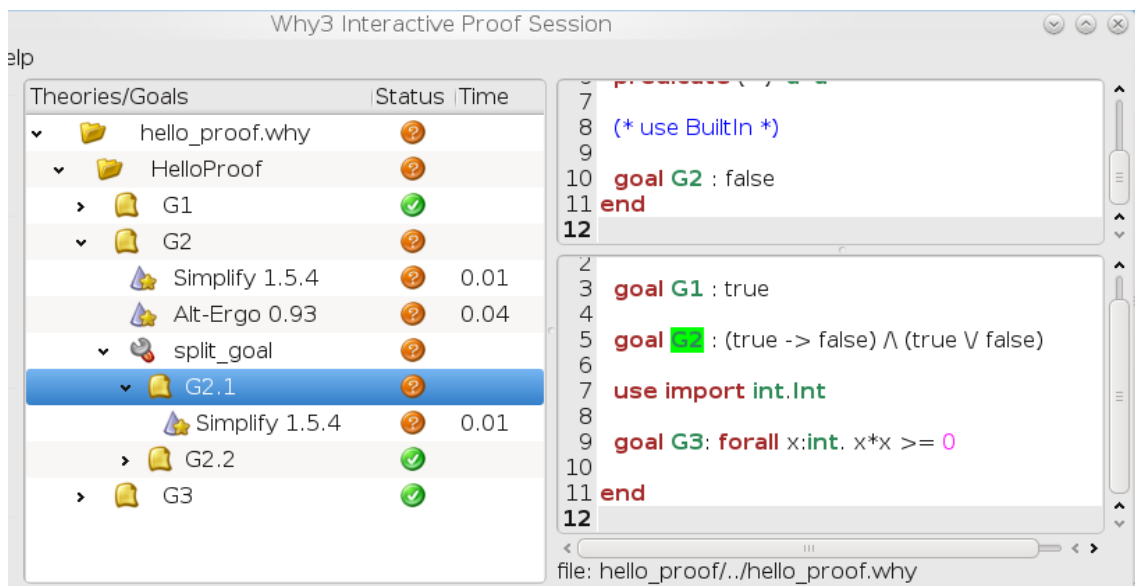 Why3 Interactive Proof Session
elp
Theories/Goals Status Time
hello_proof.why
HelloProof
G1
G2
Simplify 1.5.4 0.01
Alt-Ergo 0.93 0.04
split_goal
G2.1
Simplify 1.5.4 0.01
G2.2
G3
7
8 (* use BuiltIn *)
9
10 goal G2 : false
11 end
12
2
3 goal G1 : true
4
5 goal G2 : (true -> false) /\ (true \/ false)
6
7 use import int.Int
8
9 goal G3: forall x:int. x*x >= 0
10
11 end
12
file: hello_proof/../hello_proof.why